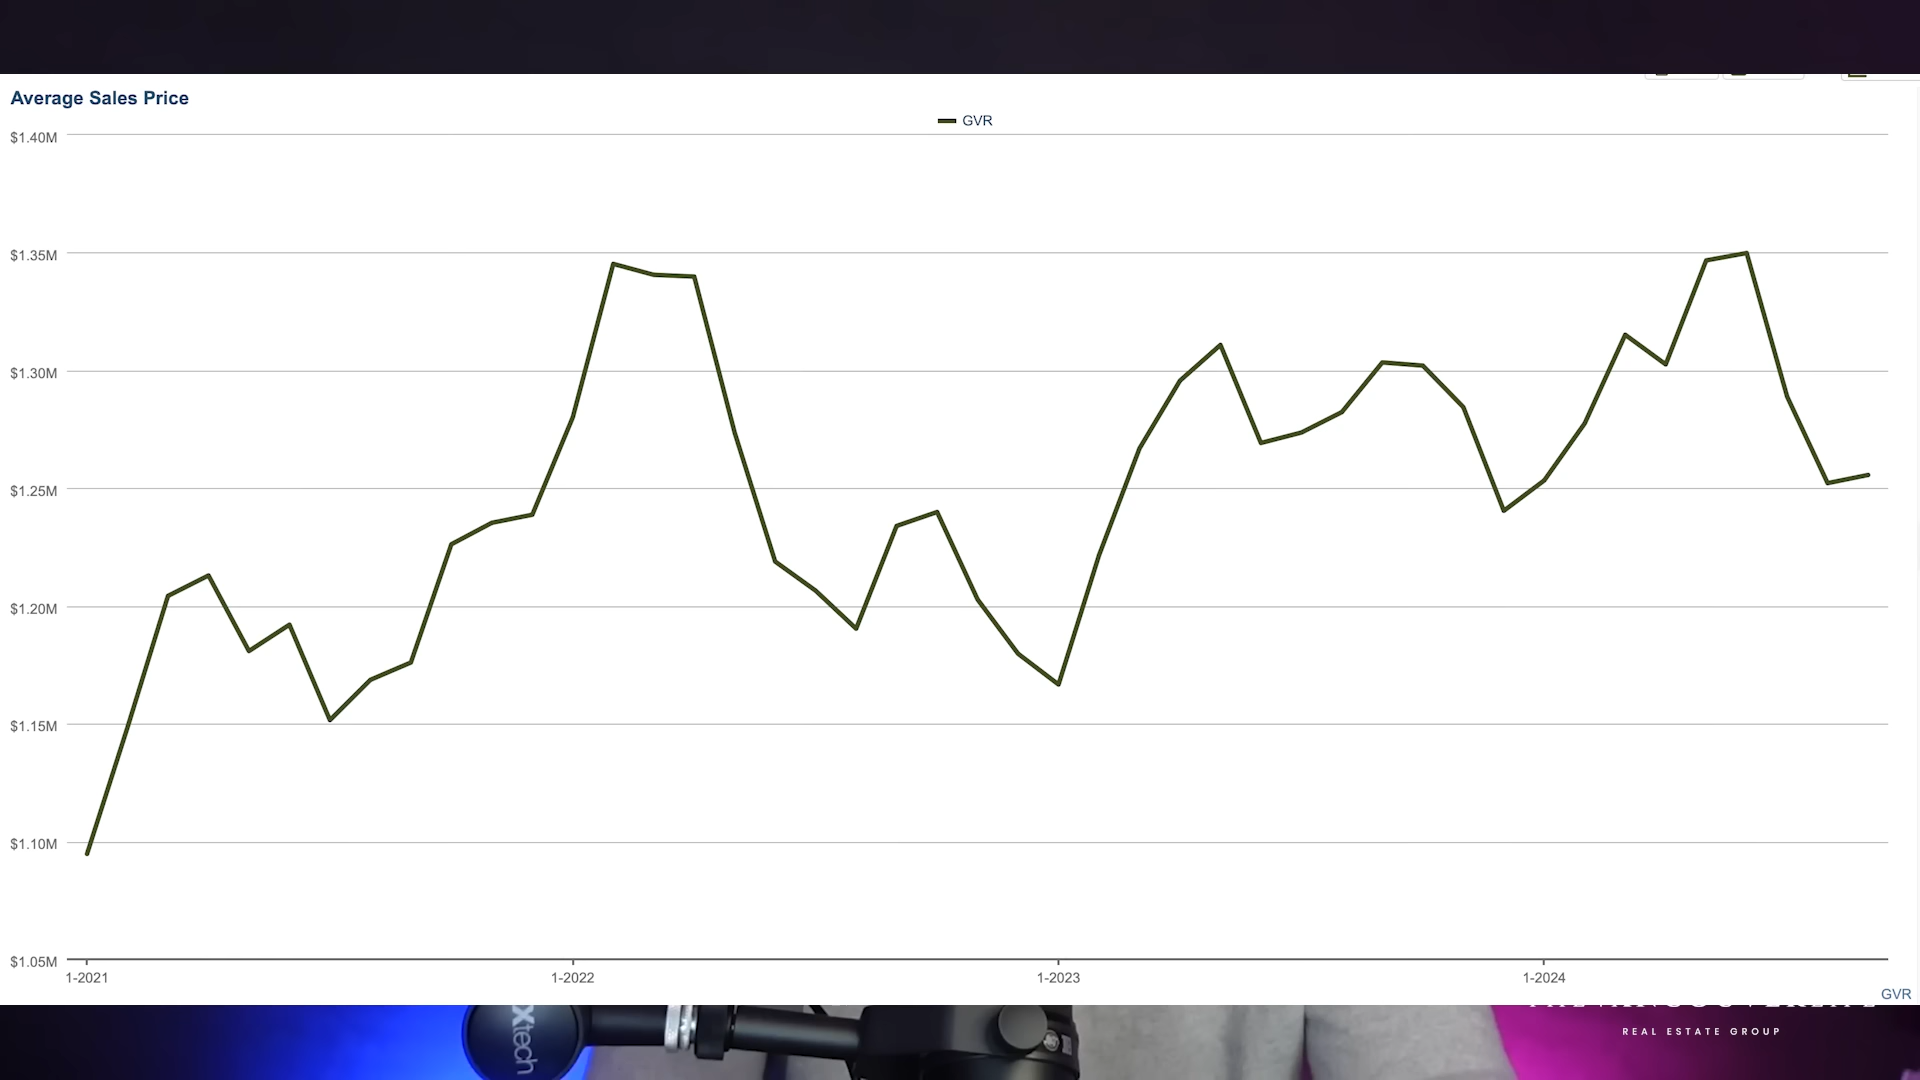 Average Sales Price
GVR
$1.40M
$1.35M
$1.30M
$1.25M
$1.20M
$1.15M
$1.10M
$1.05M
1-2021
1-2022
1-2023
1-2024
GVR
REAL ESTATE GROUP
Xtech